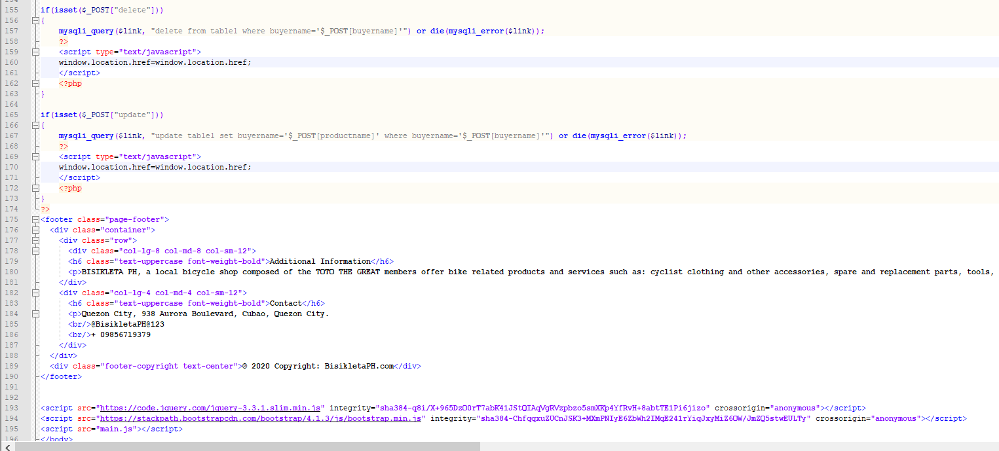 154
155 if(isset($_POST["delete"]))
156 {
157 mysqli_query($link, "delete from table1 where buyername='$_POST[buyername]'") or die(mysqli_error($link));
158 ?>
159 <script type="text/javascript">
160 window.location.href=window.location.href;
161 </script>
162 <?php
163 }
164
165 if(isset($_POST["update"]))
166 {
167 mysqli_query($link, "update table1 set buyername='$_POST[productname]' where buyername='$_POST[buyername]'") or die(mysqli_error($link));
168 ?>
169 <script type="text/javascript">
170 window.location.href=window.location.href;
171 </script>
172 <?php
173 }
174 ?>
175 <footer class="page-footer">
176 <div class="container">
177 <div class="row">
178 <div class="col-lg-8 col-md-8 col-sm-12">
179 <h6 class="text-uppercase font-weight-bold">Additional Information</h6>
180 <p>BISIKLETA PH, a local bicycle shop composed of the TOTO THE GREAT members offer bike related products and services such as: cyclist clothing and other accessories, spare and replacement parts, tools,
181 </div>
182 <div class="col-lg-4 col-md-4 col-sm-12">
183 <h6 class="text-uppercase font-weight-bold">Contact</h6>
184 <p>Quezon City, 938 Aurora Boulevard, Cubao, Quezon City.
185 <br/>@BisikletaPH@123
186 <br/>+ 09856719379
187 </div>
188 </div>
189 <div class="footer-copyright text-center">© 2020 Copyright: BisikletaPH.com</div>
190 </footer>
191
192
193 <script src="https://code.jquery.com/jquery-3.3.1.slim.min.js" integrity="sha384-q8i/X+965DzO0rT7abK41JStQIAqVgRVzpbzo5smXKp4YfRvH+8abtTE1Pi6jizo" crossorigin="anonymous"></script>
194 <script src="https://stackpath.bootstrapcdn.com/bootstrap/4.1.3/js/bootstrap.min.js" integrity="sha384-ChfqqxuZUCnJSK3+MXmPNIyE6ZbWh2IMqE241rYiqJxyMiZ6OW/JmZQ5stwEULTy" crossorigin="anonymous"></script>
195 <script src="main.js"></script>
196 </body>